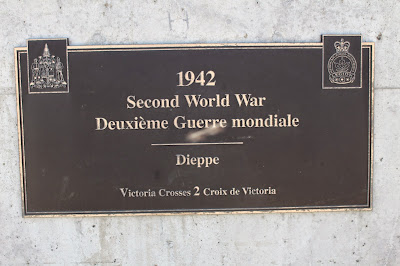 1942
Second World War
Deuxième Guerre mondiale
Dieppe
Victoria Crosses 2 Croix de Victoria